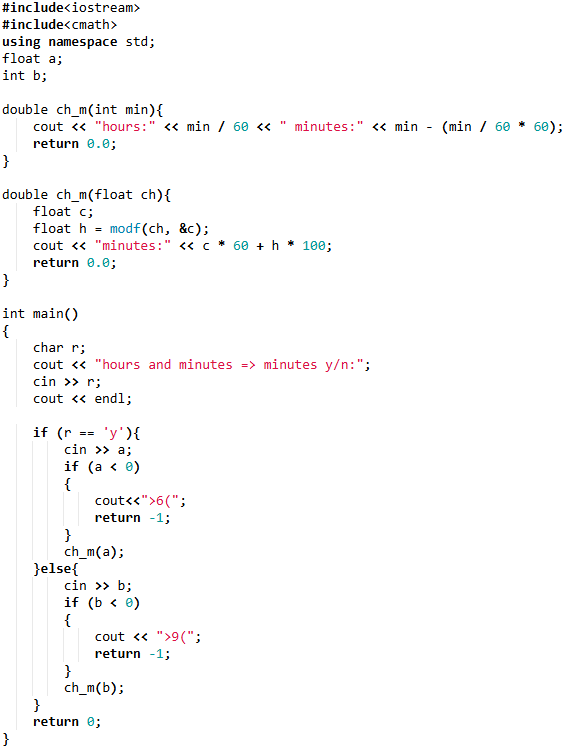 #include<iostream>
#include<cmath>
using namespace std;
float a;
int b;

double ch_m(int min){
    cout << "hours:" << min / 60 << " minutes:" << min - (min / 60 * 60);
    return 0.0;
}

double ch_m(float ch){
    float c;
    float h = modf(ch, &c);
    cout << "minutes:" << c * 60 + h * 100;
    return 0.0;
}

int main()
{
    char r;
    cout << "hours and minutes => minutes y/n:";
    cin >> r;
    cout << endl;

    if (r == 'y'){
        cin >> a;
        if (a < 0)
        {
            cout<<">6(";
            return -1;
        }
        ch_m(a);
    }else{
        cin >> b;
        if (b < 0)
        {
            cout << ">9(";
            return -1;
        }
        ch_m(b);
    }
    return 0;
}